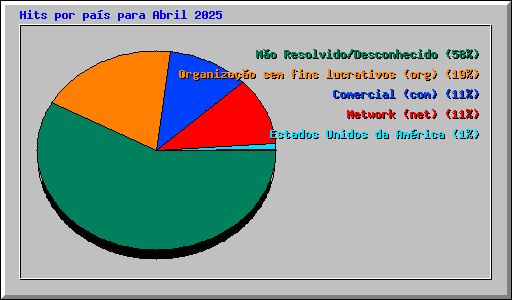 Hits por país para Abril 2025
Não Resolvido/Desconhecido (58%)
Organização sem fins lucrativos (org) (19%)
Comercial (com) (11%)
Network (net) (11%)
Estados Unidos da América (1%)